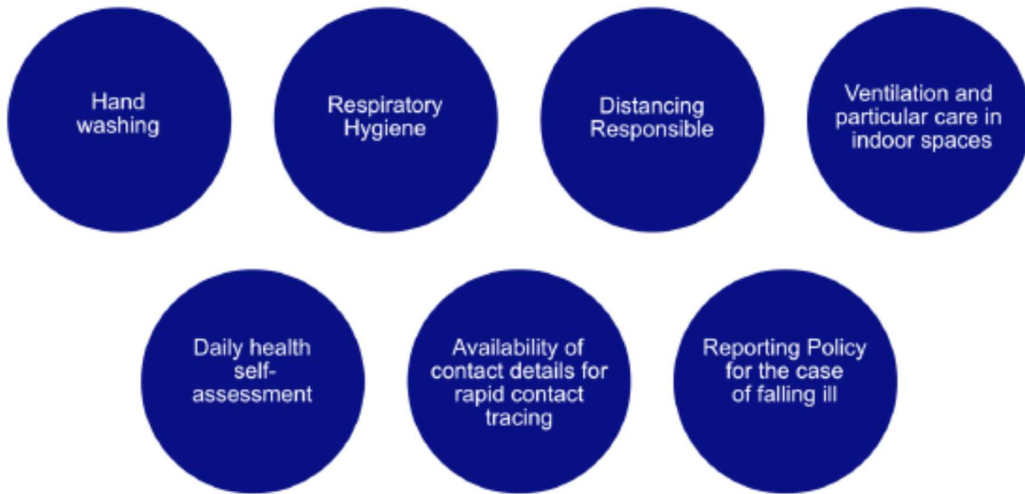 Hand
washing
Respiratory
Hygiene
Distancing
Responsible
Ventilation and
particular care in
indoor spaces
Daily health
self-
assessment
Availability of
contact details for
rapid contact
tracing
Reporting Policy
for the case
of falling ill